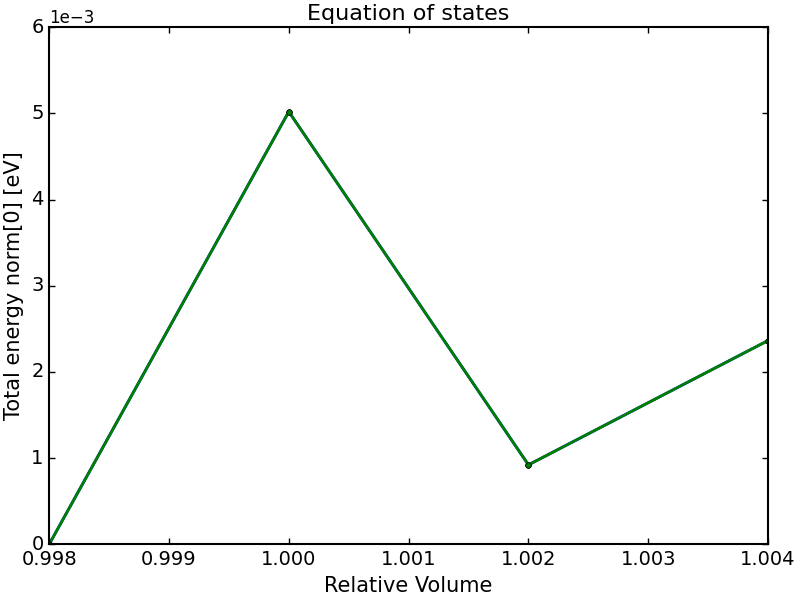 Equation of states
1e−3
6
5
4
3
2
1
0
Total energy norm[0] [eV]
0.998 0.999 1.000 1.001 1.002 1.003 1.004
Relative Volume